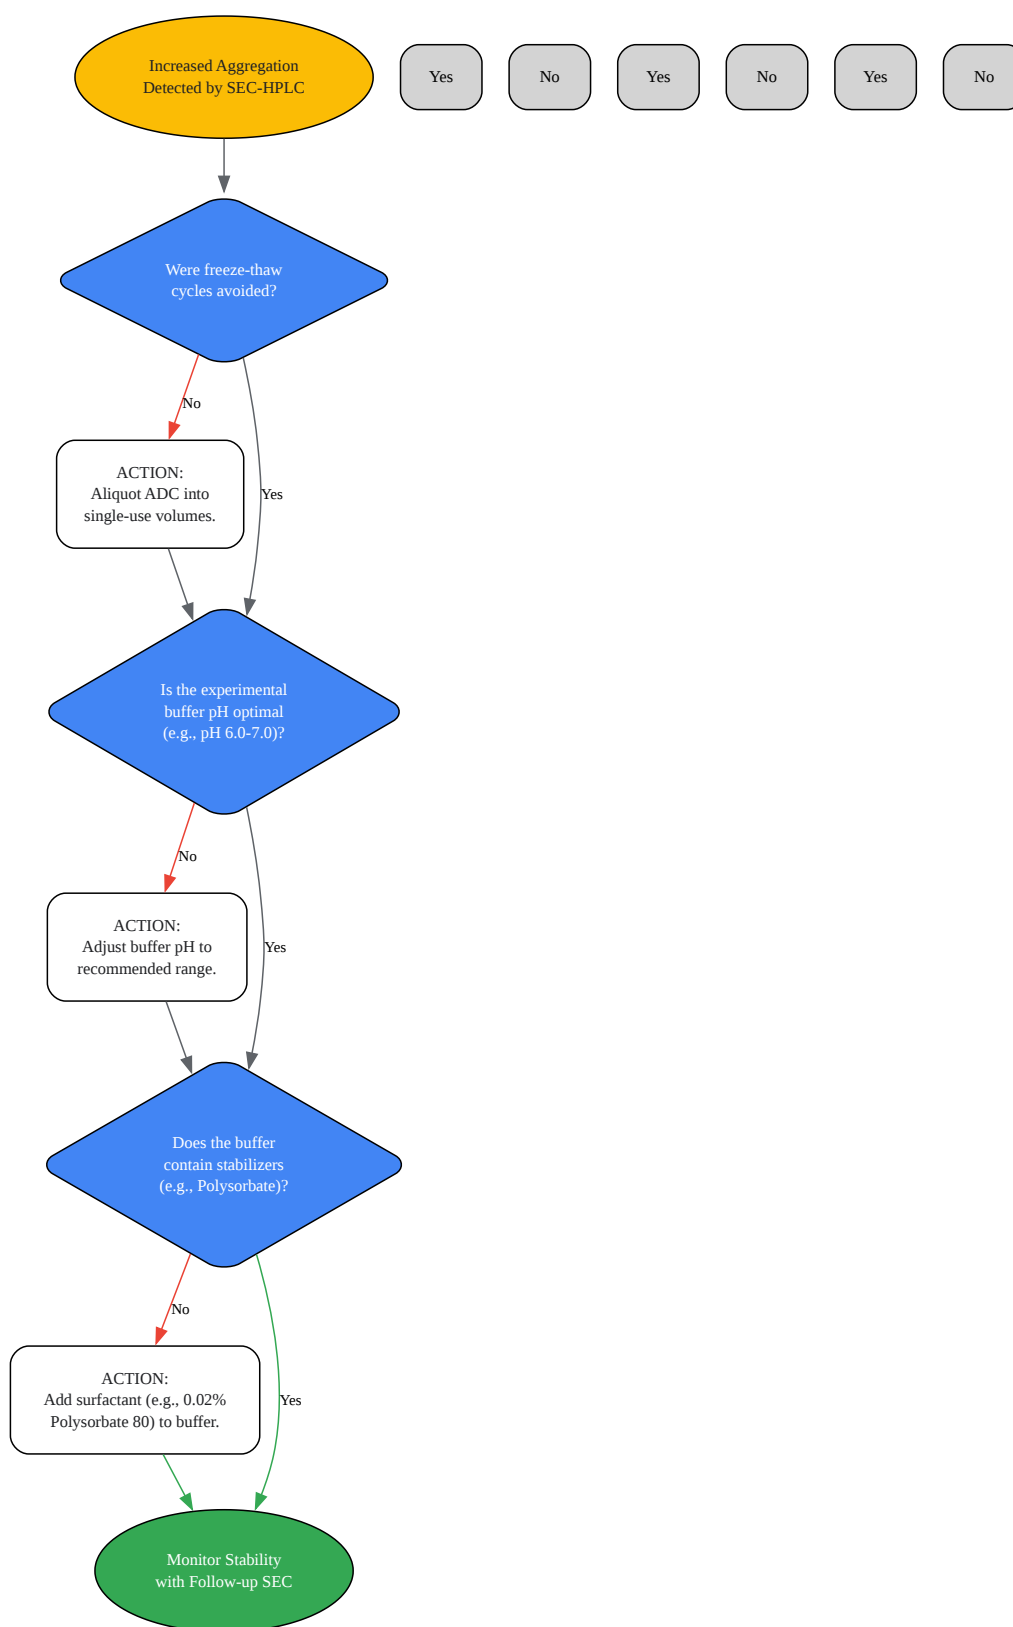 Increased Aggregation
Detected by SEC-HPLC
Yes
No
Yes
No
Yes
No
Were freeze-thaw
cycles avoided?
No
ACTION:
Aliquot ADC into
single-use volumes.
Yes
Is the experimental
buffer pH optimal
(e.g., pH 6.0-7.0)?
No
ACTION:
Adjust buffer pH to
recommended range.
Yes
Does the buffer
contain stabilizers
(e.g., Polysorbate)?
No
ACTION:
Add surfactant (e.g., 0.02%
Polysorbate 80) to buffer.
Yes
Monitor Stability
with Follow-up SEC